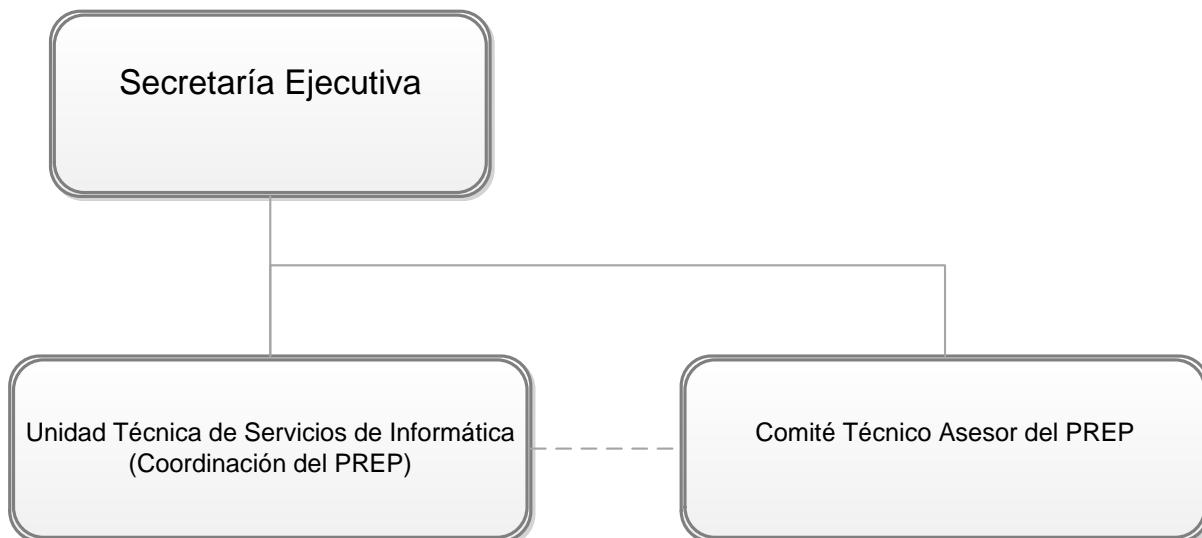 Secretaría Ejecutiva
Unidad Técnica de Servicios de Informática
(Coordinación del PREP)
Comité Técnico Asesor del PREP